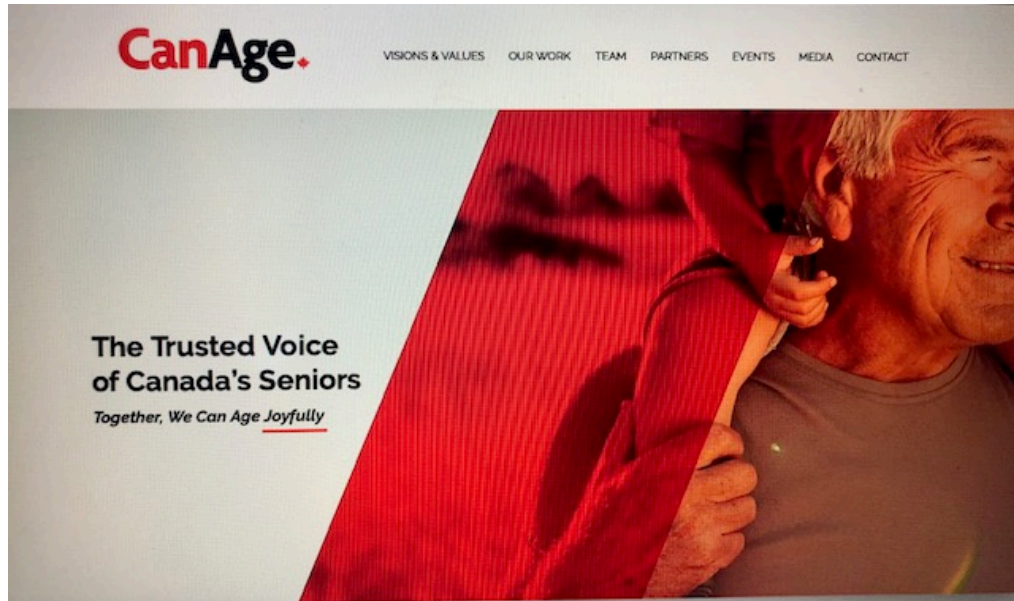 CanAge
VISIONS & VALUES OUR WORK TEAM PARTNERS EVENTS MEDIA CONTACT
The Trusted Voice
of Canada's Seniors
Together, We Can Age Joyfully